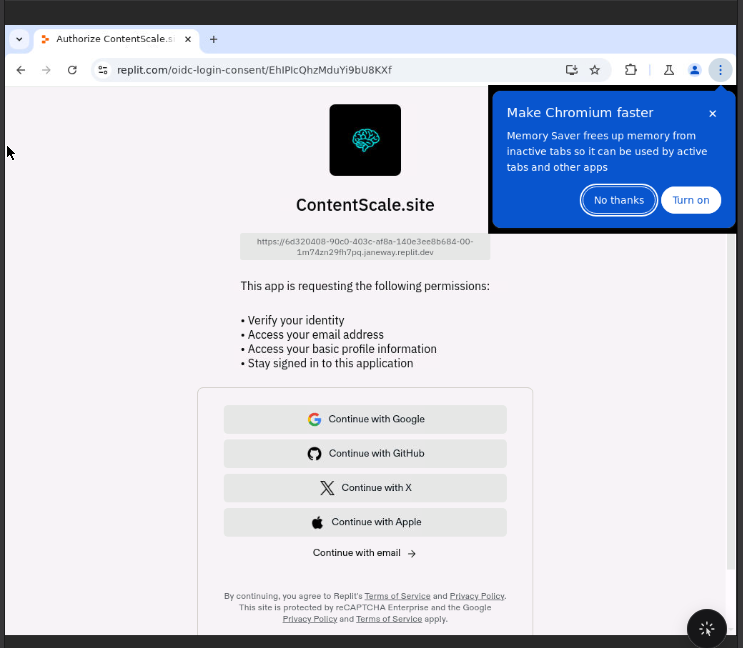 Authorize ContentScale.s
replit.com/oidc-login-consent/EhIPIcQhzMduYi9bU8KXf
Make Chromium faster
Memory Saver frees up memory from
inactive tabs so it can be used by active
tabs and other apps
No thanks
Turn on
ContentScale.site
https://6d320408-90c0-403c-af8a-140e3ee8b684-00-
1m74zn29fh7pq.janeway.replit.dev
This app is requesting the following permissions:
• Verify your identity
• Access your email address
• Access your basic profile information
• Stay signed in to this application
Continue with Google
Continue with GitHub
Continue with X
Continue with Apple
Continue with email →
By continuing, you agree to Replit's Terms of Service and Privacy Policy.
This site is protected by reCAPTCHA Enterprise and the Google
Privacy Policy and Terms of Service apply.